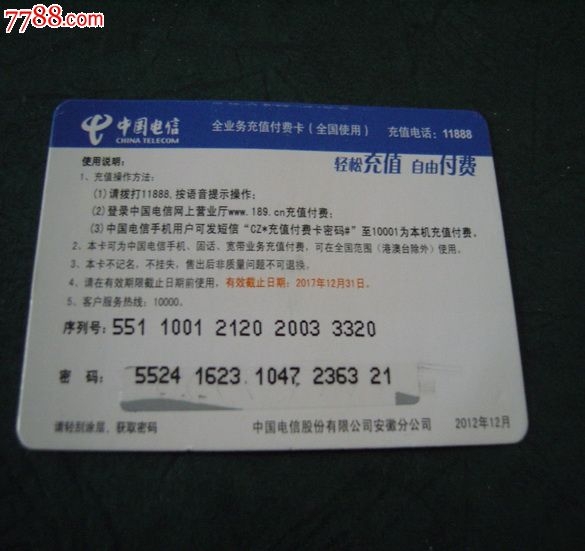 7788.com
中国电信
CHINA TELECOM
全业务充值付费卡(全国使用) 充值电话:11888
轻松充值 自由付费
使用说明:
1、充值操作方法:
(1)请拨打11888,按语音提示操作;
(2)登录中国电信网上营业厅www.189.cn充值付费;
(3)中国电信手机用户可发短信“CZ*充值付费卡密码#”至10001为本机充值付费。
2、本卡可为中国电信手机、固话、宽带业务充值付费,可在全国范围(港澳台除外)使用。
3、本卡不记名,不挂失,售出后非质量问题不可退换。
4、请在有效期限截止日期前使用,有效截止日期:2017年12月31日。
5、客户服务热线:10000。
序列号:551 1001 2120 2003 3320
密 码: 5524 1623 1047 2363 21
请轻刮涂层,获取密码 中国电信股份有限公司安徽分公司 2012年12月